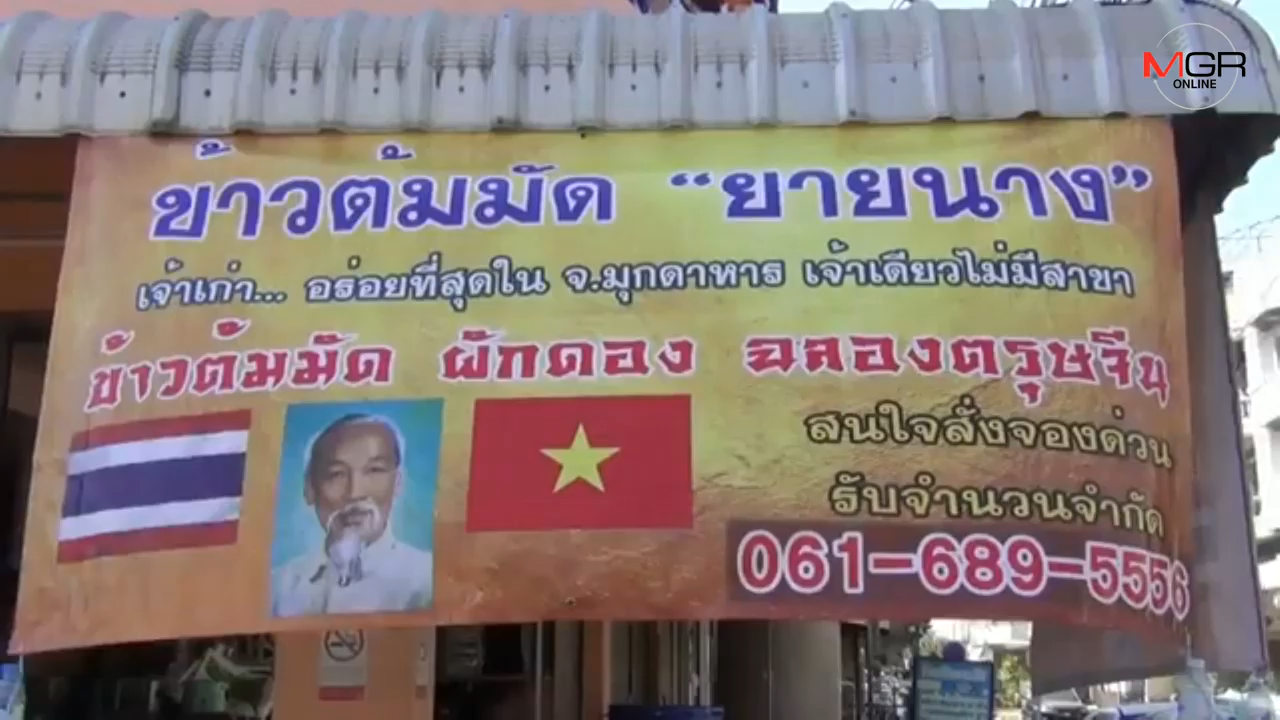 MGR
ONLINE
ข้าวต้มมัด "ยายนาง"
เจ้าเก่า... อร่อยที่สุดใน จ.มุกดาหาร เจ้าเดียวไม่มีสาขา
ข้าวต้มมัด ผักดอง ฉลองตรุษจีน
สนใจสั่งจองด่วน
รับจำนวนจำกัด
061-689-5556